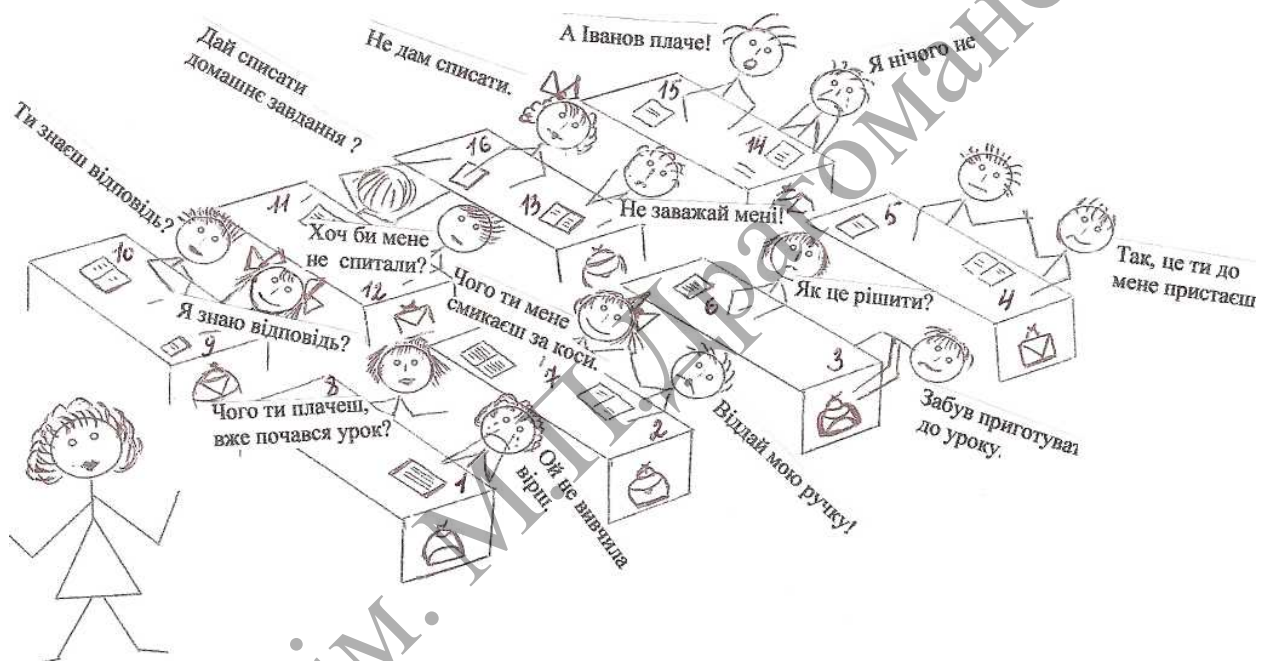 А Іванов плаче!
Я нічого не
Не дам списати.
Дай списати
домашнє завдання ?
Ти знаєш відповідь?
Не заважай мені!
Хоч би мене
не спитали?
Так, це ти до
мене пристаєш
Чого ти мене
смикаєш за коси.
Як це рішити?
Я знаю відповідь?
Забув приготуват
до уроку.
Чого ти плачеш,
вже почався урок?
Віддай мою ручку!
Ой не вивчила
вірш.
15
14
16
13
11
12
10
9
5
4
6
3
7
2
8
1
ім. М.П. Драгоманов